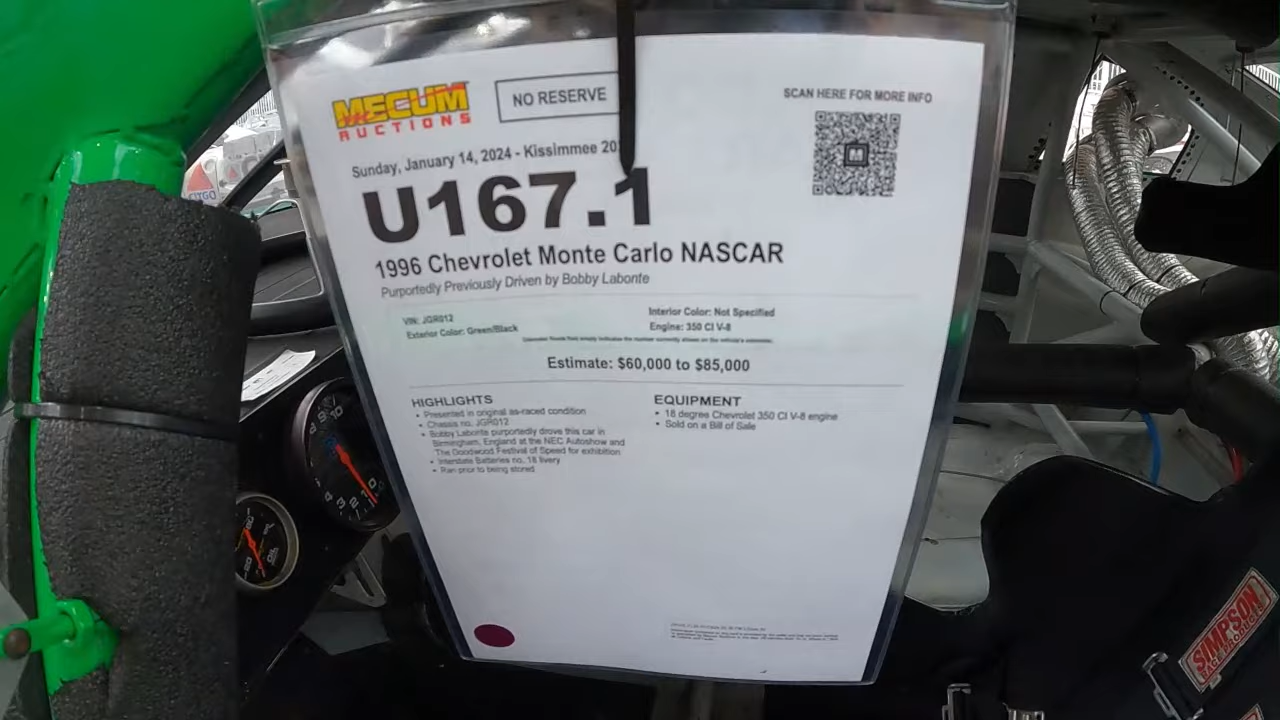 MECUM
AUCTIONS
NO RESERVE
SCAN HERE FOR MORE INFO
Sunday, January 14, 2024 - Kissimmee
U167.1
1996 Chevrolet Monte Carlo NASCAR
Purportedly Previously Driven by Bobby Labonte
VIN: JGR012
Exterior Color: Green/Black
Interior Color: Not Specified
Engine: 350 CI V-8
Estimate: $60,000 to $85,000
HIGHLIGHTS
• Presented in original as-raced condition
• Chassis no. JGR012
• Bobby Labonte purportedly drove this car in
Birmingham, England at the NEC Autoshow and
The Goodwood Festival of Speed for exhibition
• Interstate Batteries no. 18 livery
• Ran prior to being stored
EQUIPMENT
• 18 degree Chevrolet 350 CI V-8 engine
• Sold on a Bill of Sale
CITGO
SIMPSON
RACE PRODUCTS